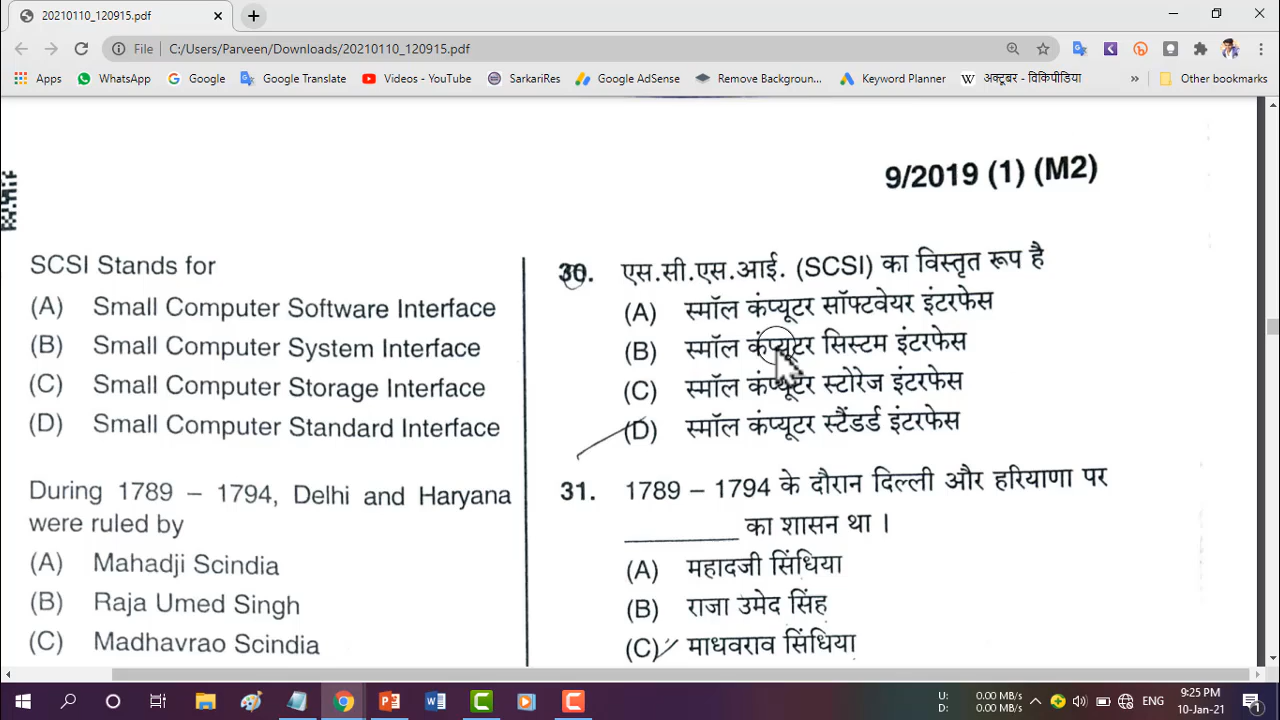 20210110_120915.pdf
File C:/Users/Parveen/Downloads/20210110_120915.pdf
Apps WhatsApp Google Google Translate Videos - YouTube SarkariRes Google AdSense Remove Backgroun... Keyword Planner अक्टूबर - विकिपीडिया » Other bookmarks
9/2019 (1) (M2)
SCSI Stands for
(A) Small Computer Software Interface
(B) Small Computer System Interface
(C) Small Computer Storage Interface
(D) Small Computer Standard Interface
During 1789 – 1794, Delhi and Haryana
were ruled by
(A) Mahadji Scindia
(B) Raja Umed Singh
(C) Madhavrao Scindia
30. एस.सी.एस.आई. (SCSI) का विस्तृत रूप है
(A) स्मॉल कंप्यूटर सॉफ्टवेयर इंटरफेस
(B) स्मॉल कंप्यूटर सिस्टम इंटरफेस
(C) स्मॉल कंप्यूटर स्टोरेज इंटरफेस
(D) स्मॉल कंप्यूटर स्टैंडर्ड इंटरफेस
31. 1789 – 1794 के दौरान दिल्ली और हरियाणा पर
________ का शासन था ।
(A) महादजी सिंधिया
(B) राजा उमेद सिंह
(C) माधवराव सिंधिया
U: 0.00 MB/s
D: 0.00 MB/s
ENG
9:25 PM
10-Jan-21
1